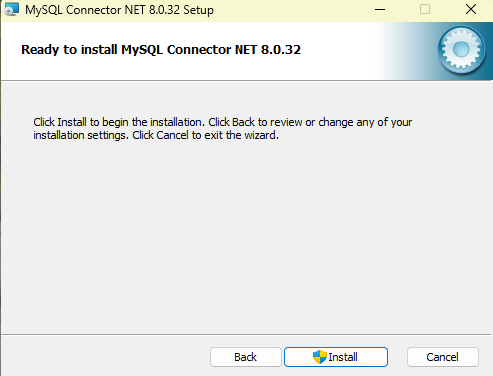 MySQL Connector NET 8.0.32 Setup
Ready to install MySQL Connector NET 8.0.32
Click Install to begin the installation. Click Back to review or change any of your
installation settings. Click Cancel to exit the wizard.
Back
Install
Cancel